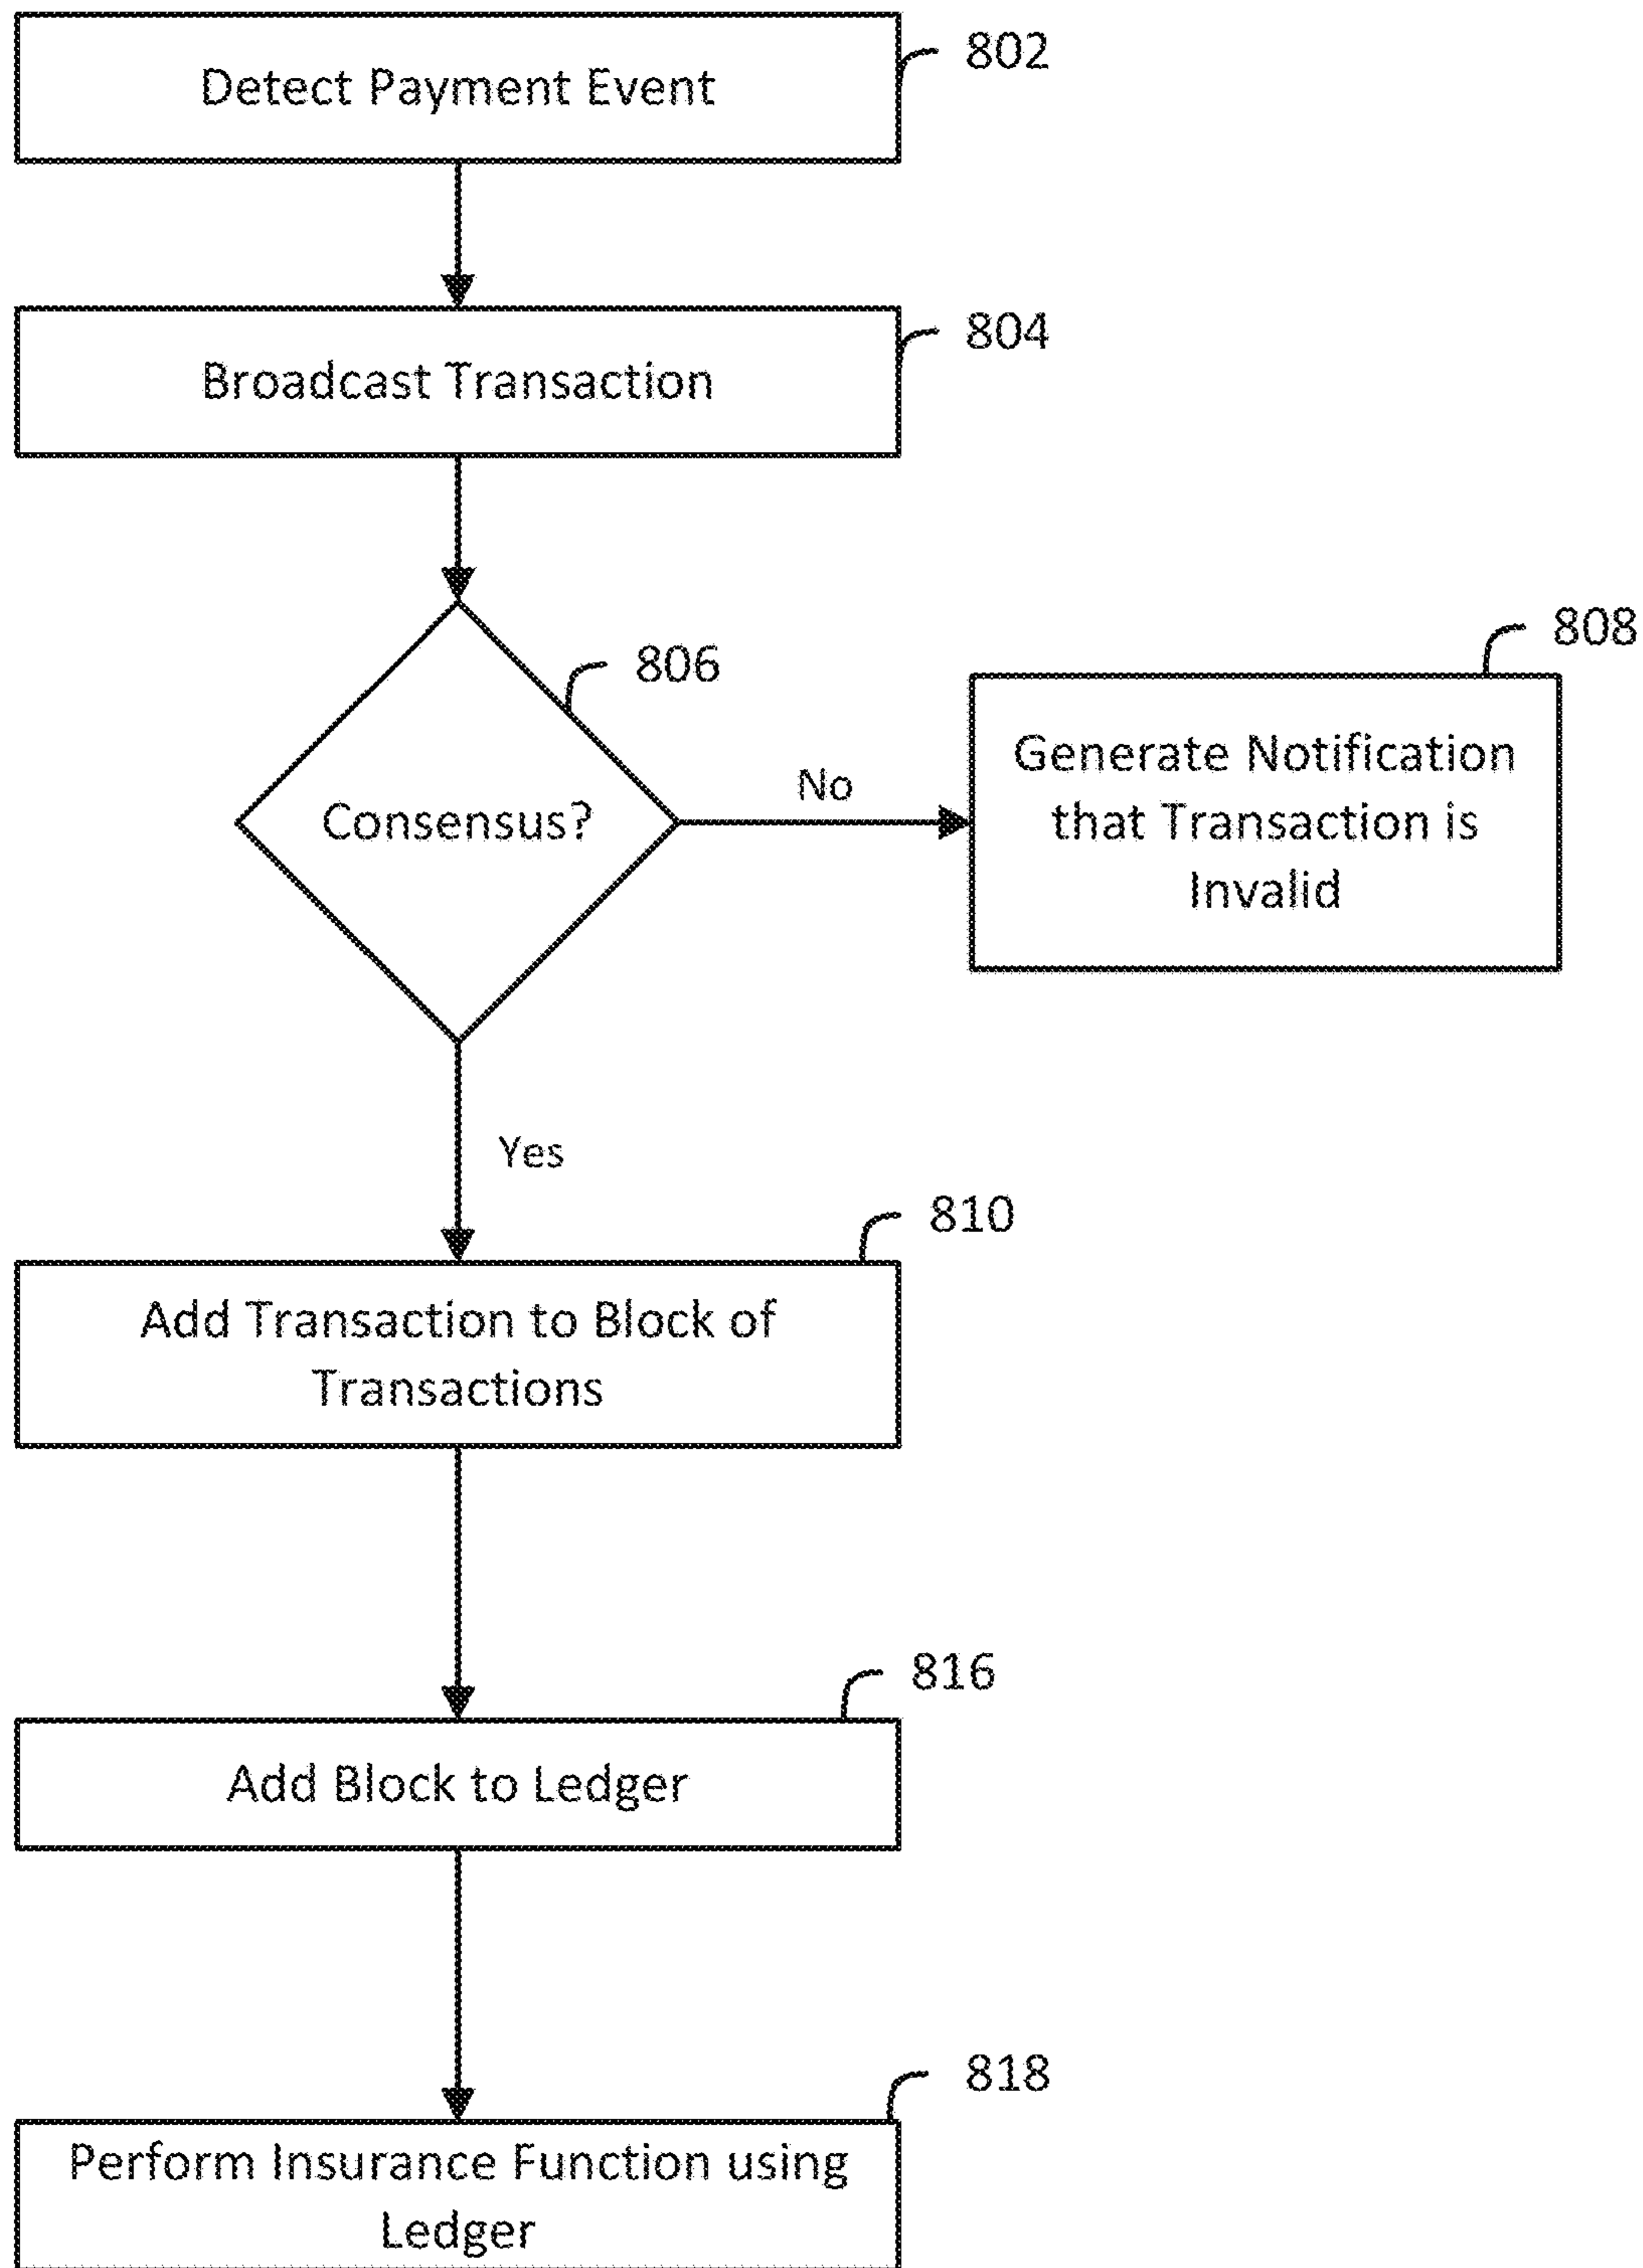 802
Detect Payment Event
804
Broadcast Transaction
806
808
Consensus?
No
Generate Notification
that Transaction is
Invalid
Yes
810
Add Transaction to Block of
Transactions
816
Add Block to Ledger
818
Perform Insurance Function using
Ledger